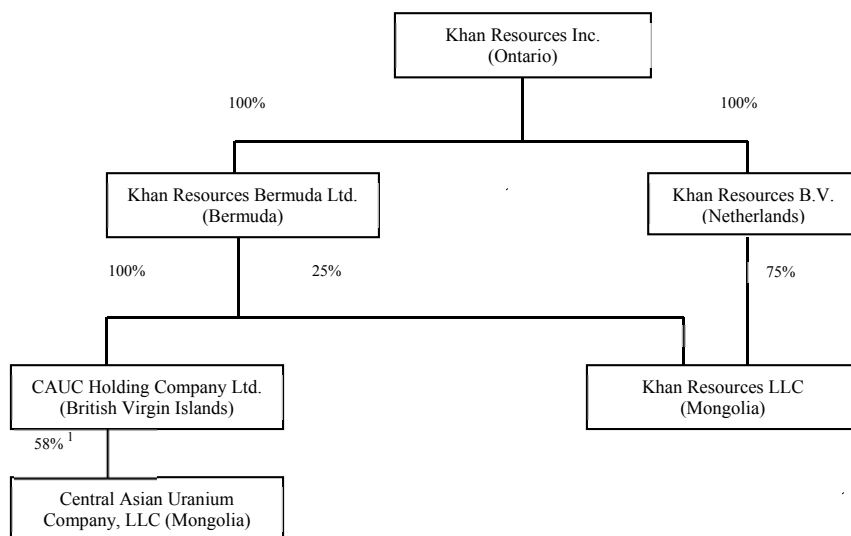 Khan Resources Inc.
(Ontario)
100%
100%
Khan Resources Bermuda Ltd.
(Bermuda)
Khan Resources B.V.
(Netherlands)
100%
25%
75%
CAUC Holding Company Ltd.
(British Virgin Islands)
Khan Resources LLC
(Mongolia)
58% 1
Central Asian Uranium
Company, LLC (Mongolia)